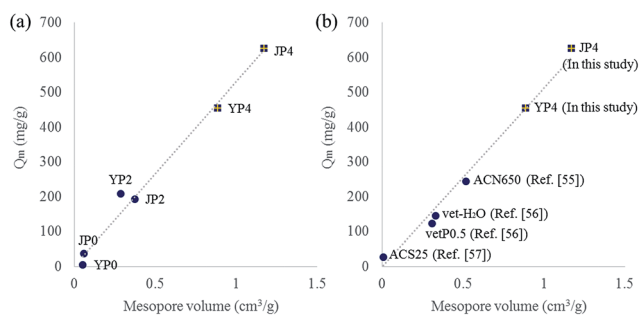 (a)
700
600
500
400
300
200
100
0
Qm (mg/g)
JP4
YP4
YP2
JP2
JP0
YP0
0
0.5
1
1.5
Mesopore volume (cm³/g)
(b)
700
600
500
400
300
200
100
0
Qm (mg/g)
JP4
(In this study)
YP4 (In this study)
ACN650 (Ref. [55])
vet-H₂O (Ref. [56])
vetP0.5 (Ref. [56])
ACS25 (Ref. [57])
0
0.5
1
1.5
Mesopore volume (cm³/g)